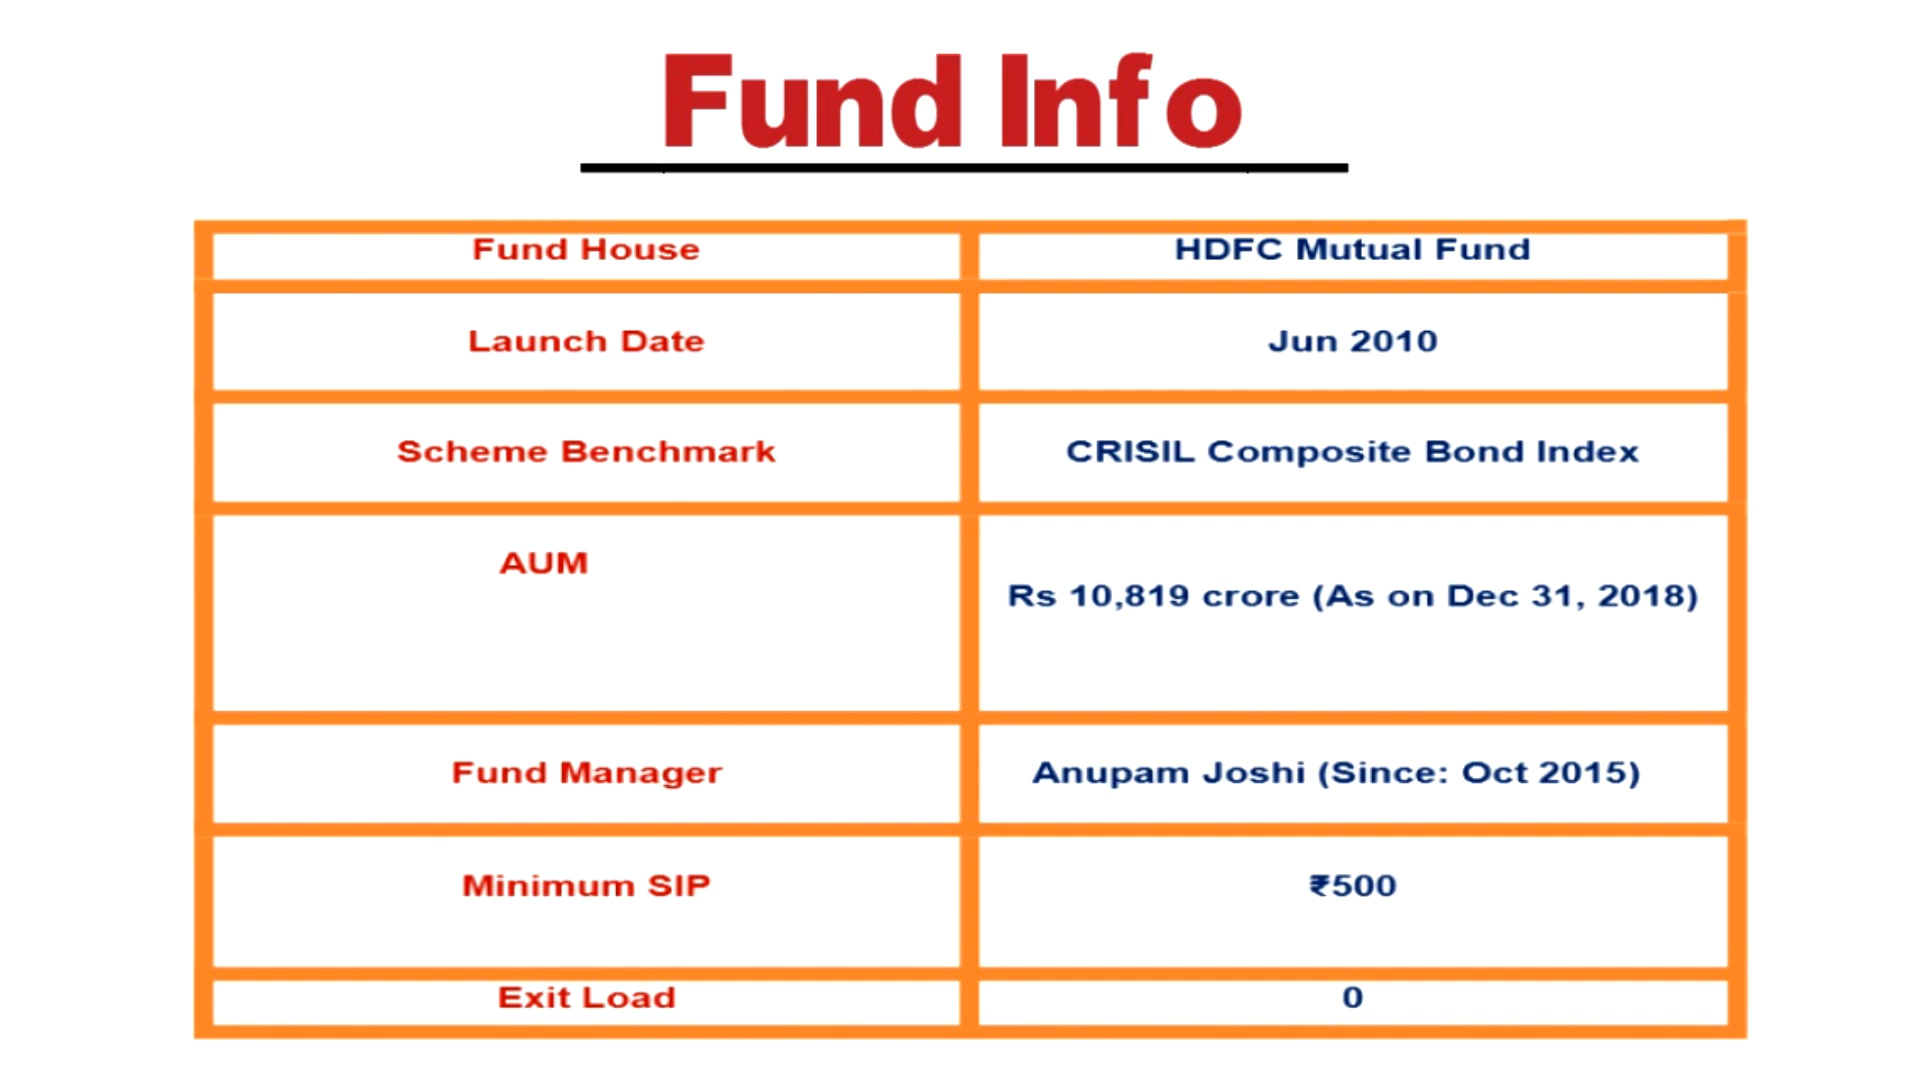 Fund Info
Fund House HDFC Mutual Fund
Launch Date Jun 2010
Scheme Benchmark CRISIL Composite Bond Index
AUM Rs 10,819 crore (As on Dec 31, 2018)
Fund Manager Anupam Joshi (Since: Oct 2015)
Minimum SIP ₹500
Exit Load 0